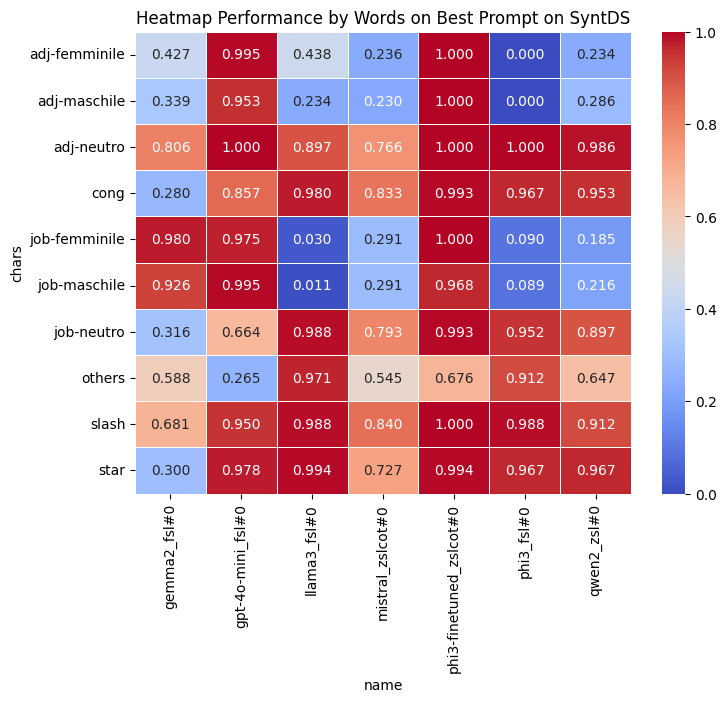 Heatmap Performance by Words on Best Prompt on SyntDS
chars
adj-femminile 0.427 0.995 0.438 0.236 1.000 0.000 0.234
adj-maschile 0.339 0.953 0.234 0.230 1.000 0.000 0.286
adj-neutro 0.806 1.000 0.897 0.766 1.000 1.000 0.986
cong 0.280 0.857 0.980 0.833 0.993 0.967 0.953
job-femminile 0.980 0.975 0.030 0.291 1.000 0.090 0.185
job-maschile 0.926 0.995 0.011 0.291 0.968 0.089 0.216
job-neutro 0.316 0.664 0.988 0.793 0.993 0.952 0.897
others 0.588 0.265 0.971 0.545 0.676 0.912 0.647
slash 0.681 0.950 0.988 0.840 1.000 0.988 0.912
star 0.300 0.978 0.994 0.727 0.994 0.967 0.967
gemma2_fsl#0
gpt-4o-mini_fsl#0
llama3_fsl#0
mistral_zslcot#0
phi3-finetuned_zslcot#0
phi3_fsl#0
qwen2_zsl#0
name
1.0
0.8
0.6
0.4
0.2
0.0